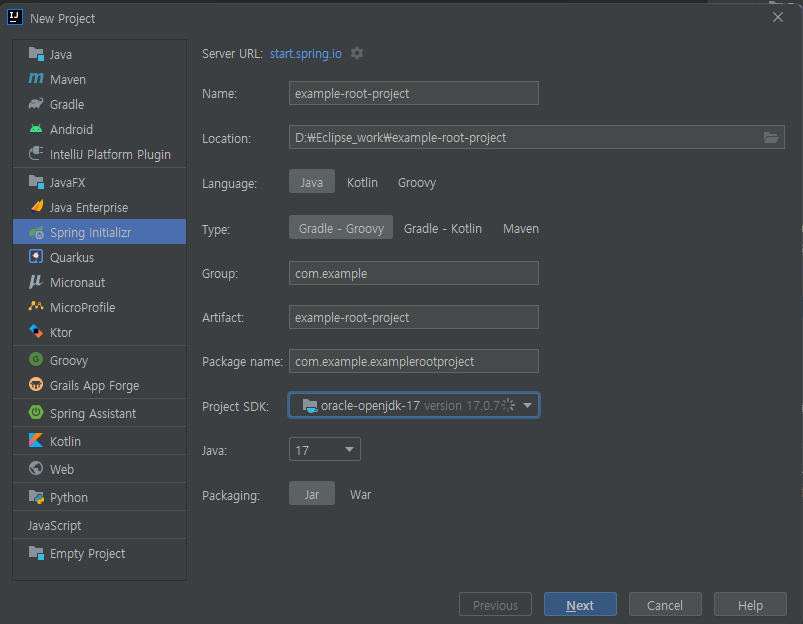 New Project
Java
Maven
Gradle
Android
IntelliJ Platform Plugin
JavaFX
Java Enterprise
Spring Initializr
Quarkus
Micronaut
MicroProfile
Ktor
Groovy
Grails App Forge
Spring Assistant
Kotlin
Web
Python
JavaScript
Empty Project
Server URL: start.spring.io
Name: example-root-project
Location: D:₩Eclipse_work₩example-root-project
Language: Java Kotlin Groovy
Type: Gradle - Groovy Gradle - Kotlin Maven
Group: com.example
Artifact: example-root-project
Package name: com.example.examplerootproject
Project SDK: oracle-openjdk-17 version 17.0.7
Java: 17
Packaging: Jar War
Previous Next Cancel Help